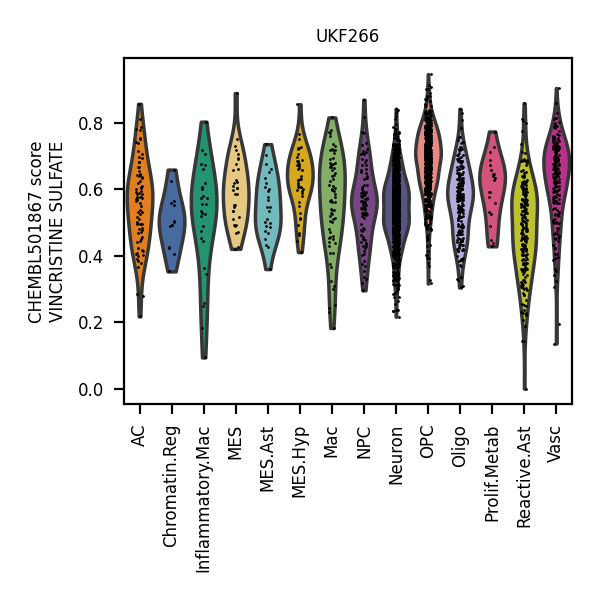 UKF266
CHEMBL501867 score
VINCRISTINE SULFATE
0.8
0.6
0.4
0.2
0.0
AC
Chromatin.Reg
Inflammatory.Mac
MES
MES.Ast
MES.Hyp
Mac
NPC
Neuron
OPC
Oligo
Prolif.Metab
Reactive.Ast
Vasc